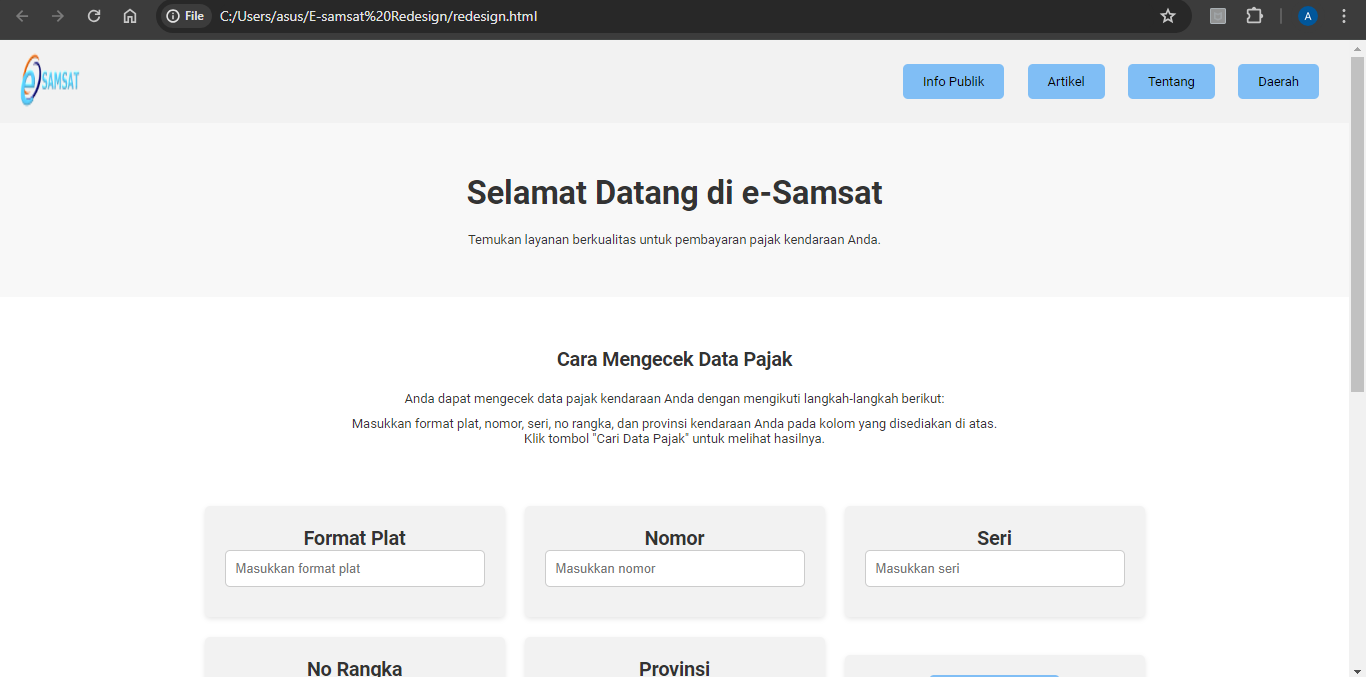 File C:/Users/asus/E-samsat%20Redesign/redesign.html A
e SAMSAT
Info Publik Artikel Tentang Daerah
Selamat Datang di e-Samsat
Temukan layanan berkualitas untuk pembayaran pajak kendaraan Anda.
Cara Mengecek Data Pajak
Anda dapat mengecek data pajak kendaraan Anda dengan mengikuti langkah-langkah berikut:
Masukkan format plat, nomor, seri, no rangka, dan provinsi kendaraan Anda pada kolom yang disediakan di atas.
Klik tombol "Cari Data Pajak" untuk melihat hasilnya.
Format Plat Nomor Seri
Masukkan format plat Masukkan nomor Masukkan seri
No Rangka Provinsi